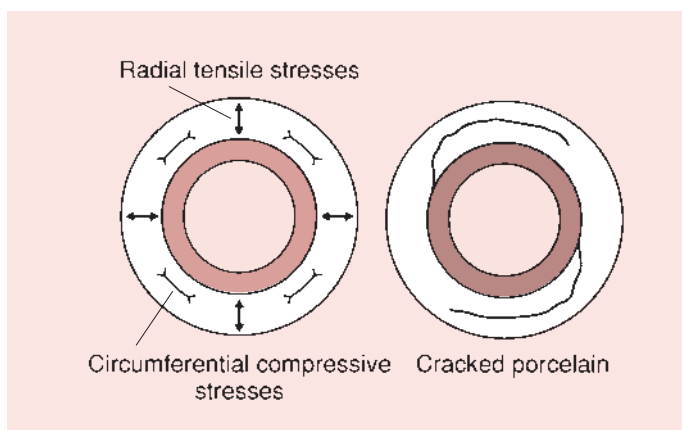 Radial tensile stresses
Circumferential compressive
stresses
Cracked porcelain